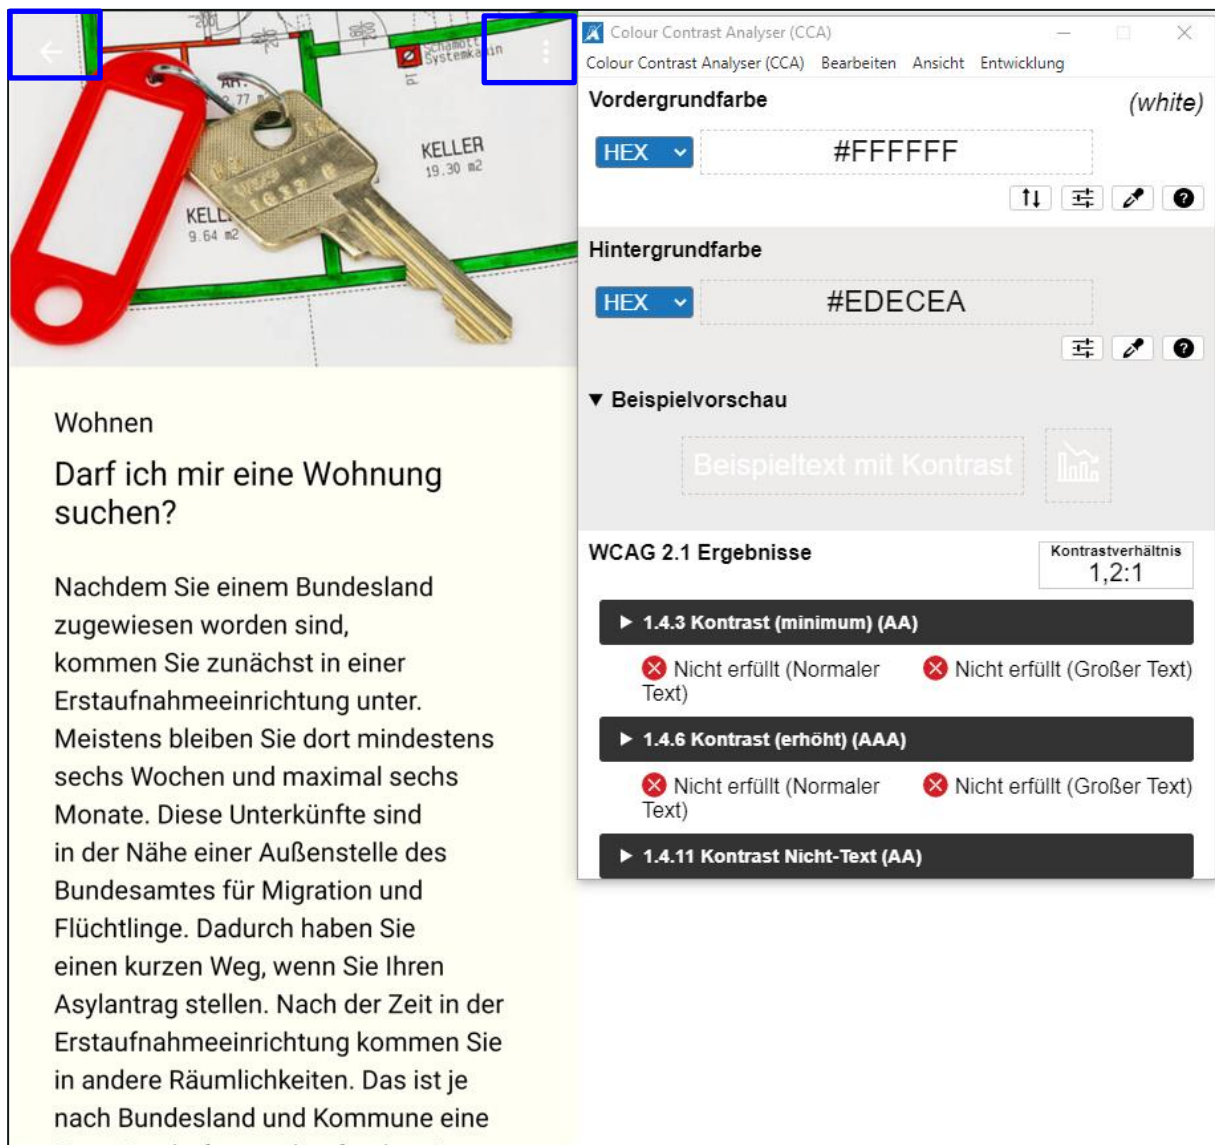 Schamott
Systemkamin
PT
KELLER
19.30 m2
KELL
9.64 m2
Wohnen
Darf ich mir eine Wohnung
suchen?
Nachdem Sie einem Bundesland
zugewiesen worden sind,
kommen Sie zunächst in einer
Erstaufnahmeeinrichtung unter.
Meistens bleiben Sie dort mindestens
sechs Wochen und maximal sechs
Monate. Diese Unterkünfte sind
in der Nähe einer Außenstelle des
Bundesamtes für Migration und
Flüchtlinge. Dadurch haben Sie
einen kurzen Weg, wenn Sie Ihren
Asylantrag stellen. Nach der Zeit in der
Erstaufnahmeeinrichtung kommen Sie
in andere Räumlichkeiten. Das ist je
nach Bundesland und Kommune eine
Colour Contrast Analyser (CCA)
Colour Contrast Analyser (CCA) Bearbeiten Ansicht Entwicklung
Vordergrundfarbe (white)
HEX #FFFFFF
Hintergrundfarbe
HEX #EDECEA
▼ Beispielvorschau
Beispieltext mit Kontrast
WCAG 2.1 Ergebnisse
Kontrastverhältnis
1,2:1
▶ 1.4.3 Kontrast (minimum) (AA)
Nicht erfüllt (Normaler Text)
Nicht erfüllt (Großer Text)
▶ 1.4.6 Kontrast (erhöht) (AAA)
Nicht erfüllt (Normaler Text)
Nicht erfüllt (Großer Text)
▶ 1.4.11 Kontrast Nicht-Text (AA)